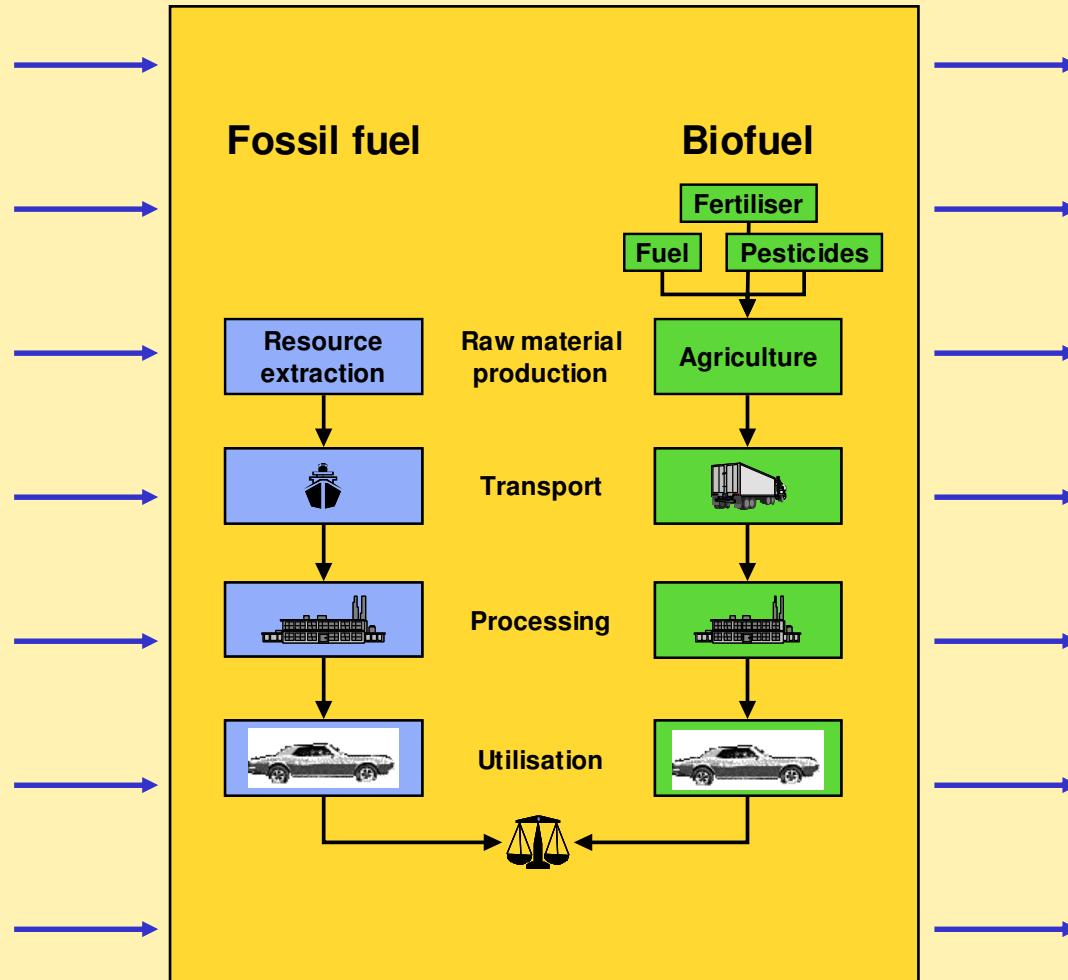 Fossil fuel
Biofuel
Fertiliser
Fuel
Pesticides
Resource
extraction
Raw material
production
Agriculture
Transport
Processing
Utilisation